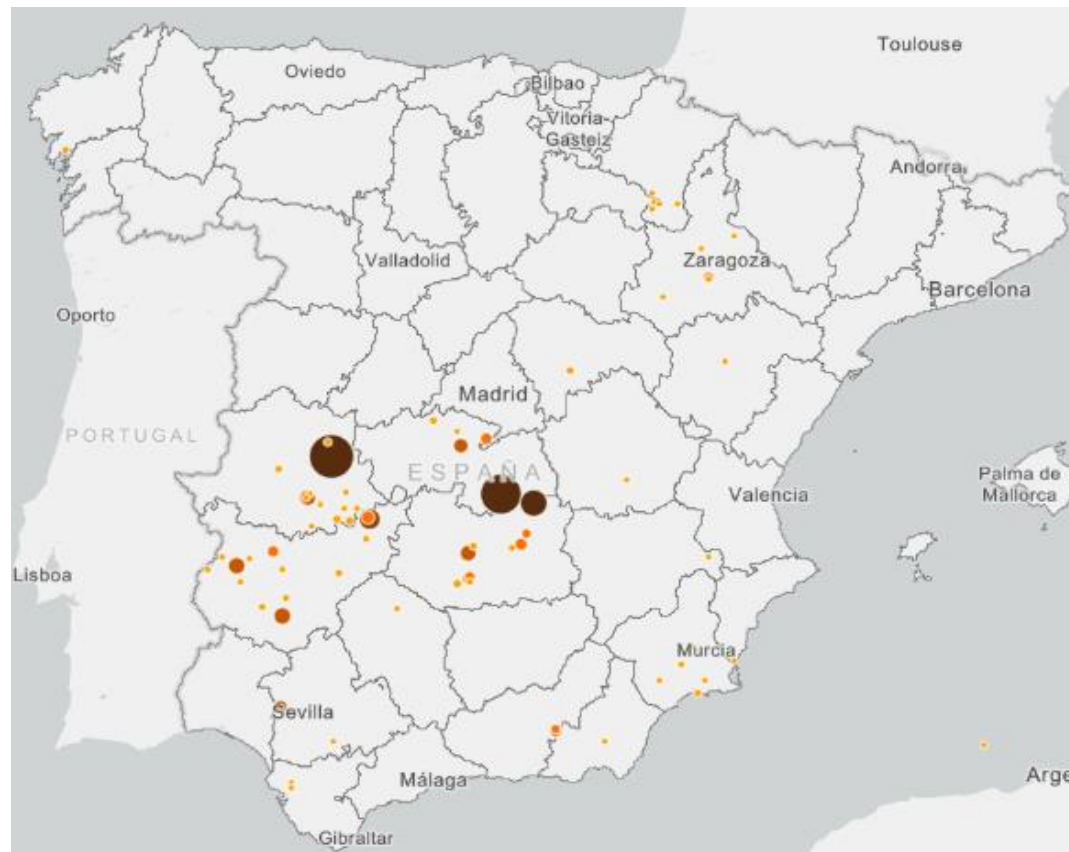 Toulouse
Oviedo
Bilbao
Vitoria-
Gasteiz
Andorra
Valladolid
Zaragoza
Barcelona
Oporto
Madrid
PORTUGAL
ESPAÑA
Palma de
Mallorca
Valencia
Lisboa
Murcia
Sevilla
Málaga
Arge
Gibraltar